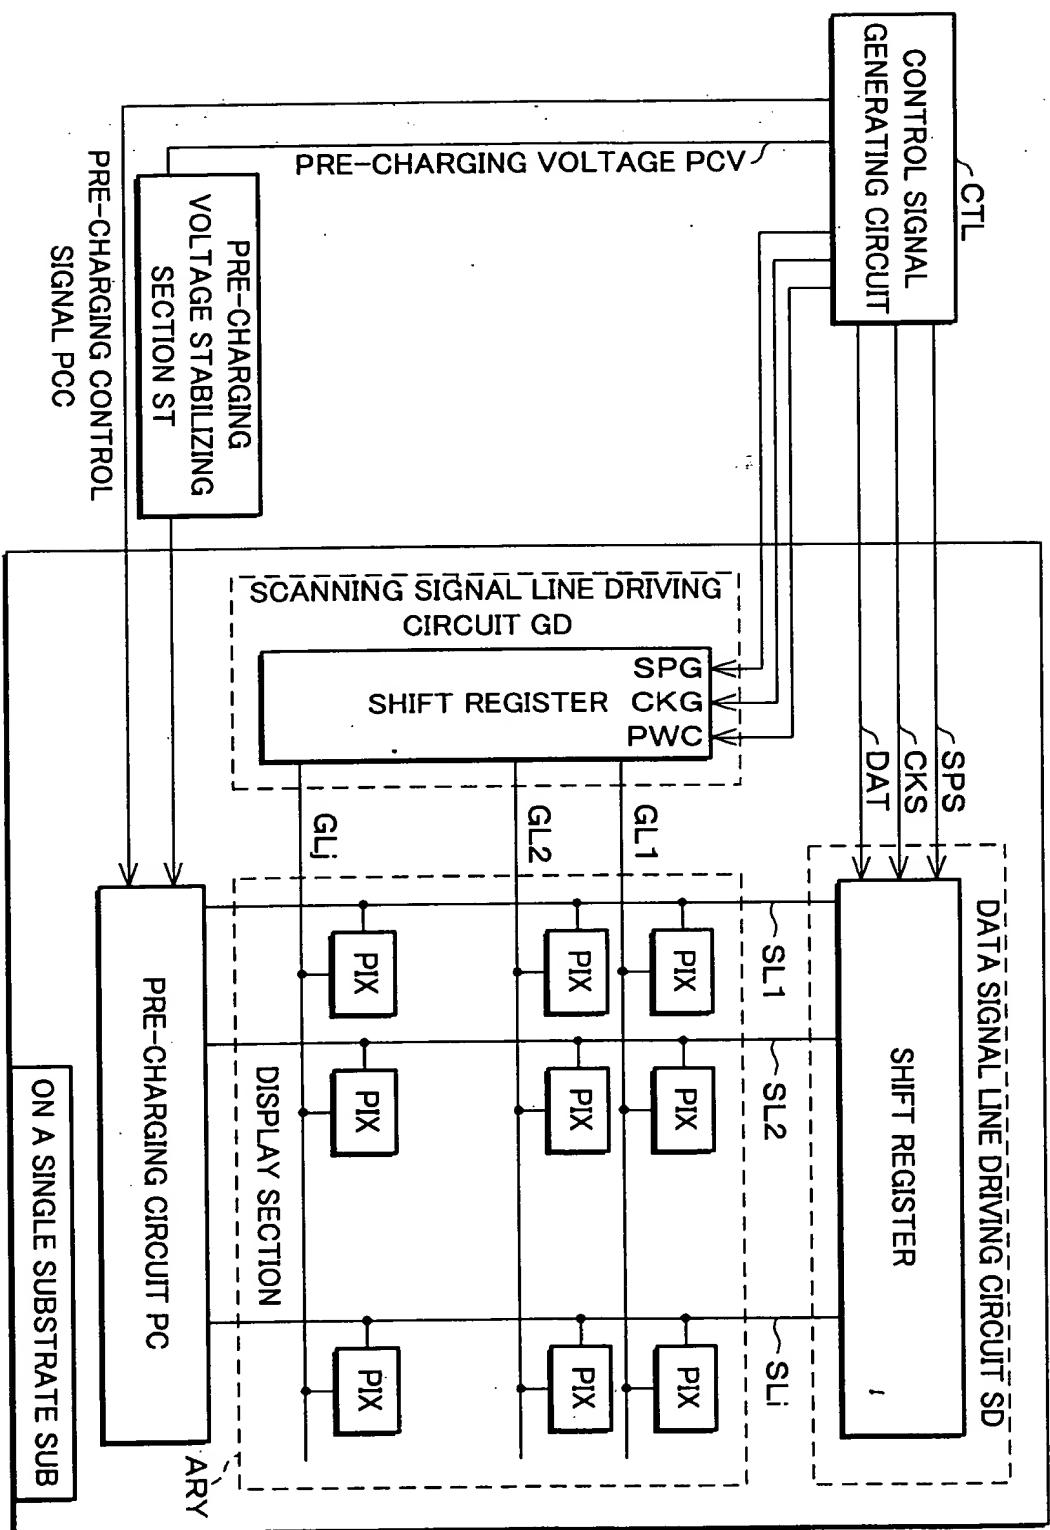 CONTROL SIGNAL
GENERATING CIRCUIT
CTL
PRE-CHARGING VOLTAGE PCV
PRE-CHARGING
VOLTAGE STABILIZING
SECTION ST
PRE-CHARGING CONTROL
SIGNAL PCC
SPS
CKS
DAT
DATA SIGNAL LINE DRIVING CIRCUIT SD
SHIFT REGISTER
SCANNING SIGNAL LINE DRIVING
CIRCUIT GD
SHIFT REGISTER
SPG
CKG
PWC
GL1
GL2
GLj
SL1
SL2
SLi
PIX
PIX
PIX
PIX
PIX
PIX
PIX
PIX
PIX
DISPLAY SECTION
ARY
PRE-CHARGING CIRCUIT PC
ON A SINGLE SUBSTRATE SUB